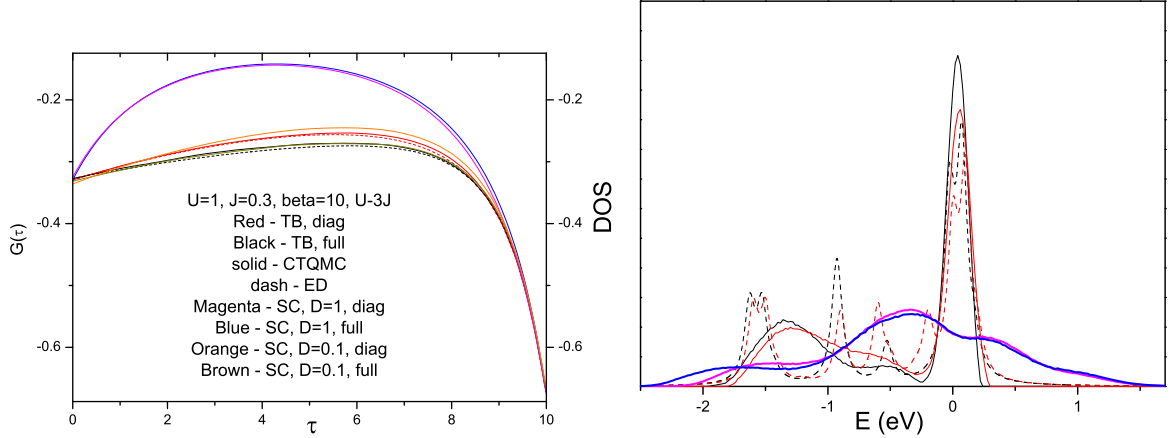 -0.2
-0.4
-0.6
G(τ)
0
2
4
6
8
10
τ
-0.2
-0.4
-0.6
U=1, J=0.3, beta=10, U-3J
Red - TB, diag
Black - TB, full
solid - CTQMC
dash - ED
Magenta - SC, D=1, diag
Blue - SC, D=1, full
Orange - SC, D=0.1, diag
Brown - SC, D=0.1, full
DOS
-2
-1
0
1
E (eV)